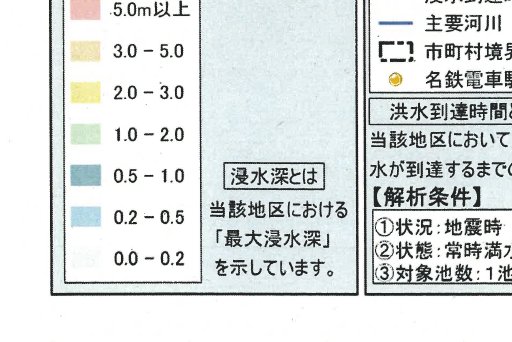 5.0m以上
3.0 - 5.0
2.0 - 3.0
1.0 - 2.0
0.5 - 1.0
0.2 - 0.5
0.0 - 0.2
浸水深とは
当該地区における
「最大浸水深」
を示しています。
主要河川
市町村境界
名鉄電車駅
洪水到達時間
当該地区において
水が到達するまで
【解析条件】
①状況:地震時
②状態:常時満水
③対象池数:1池